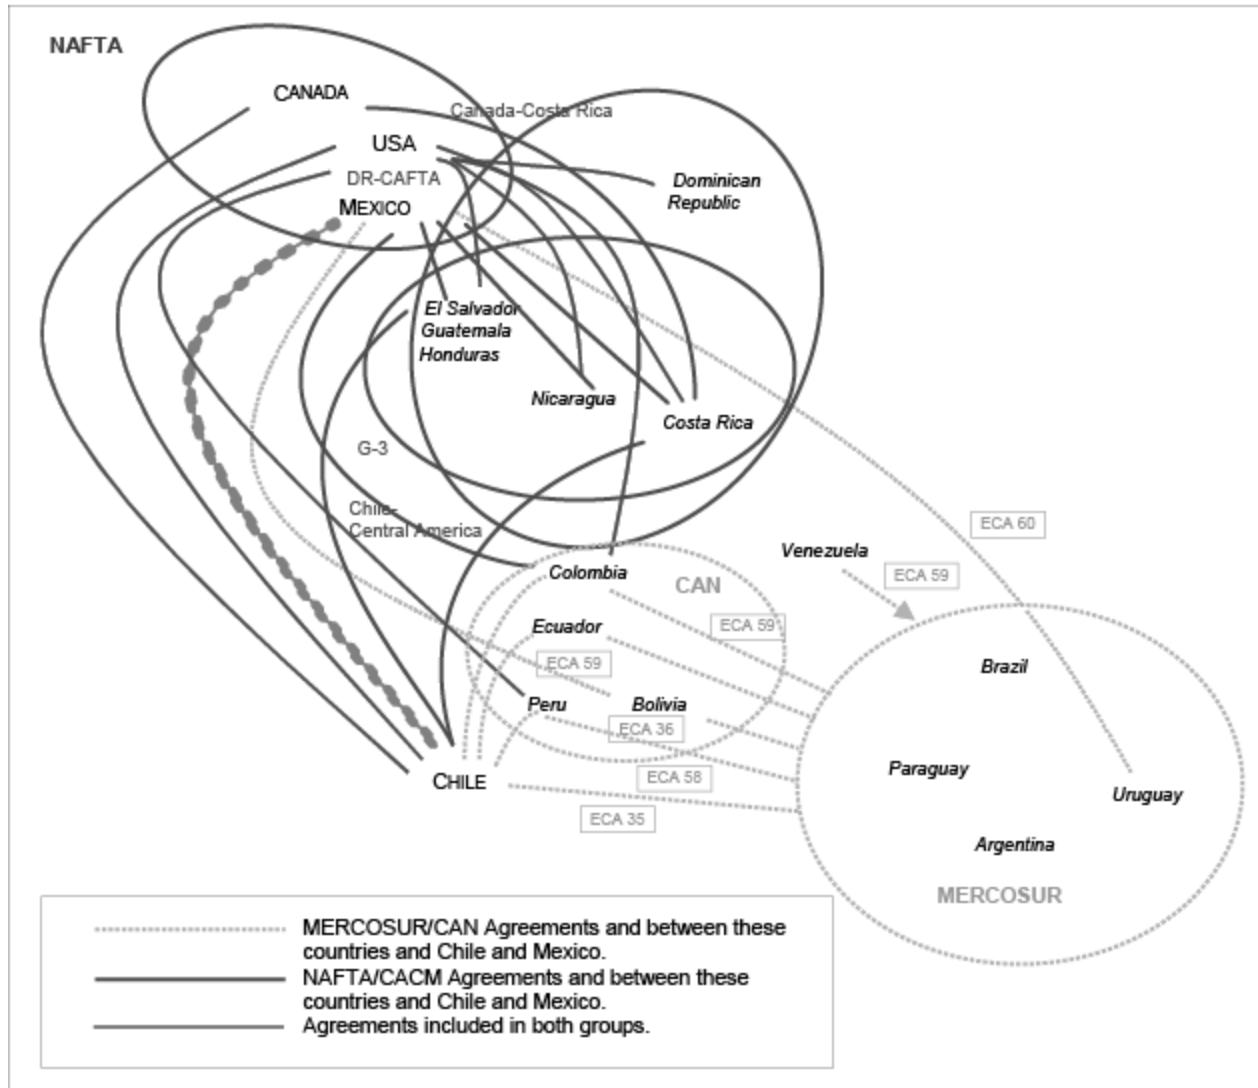 NAFTA
CANADA
Canada-Costa Rica
USA
DR-CAFTA
MEXICO
Dominican
Republic
El Salvador
Guatemala
Honduras
Nicaragua
Costa Rica
G-3
Chile-
Central America
ECA 60
Venezuela
ECA 59
Colombia
CAN
Ecuador
ECA 59
ECA 59
Brazil
Peru
Bolivia
ECA 36
Paraguay
CHILE
ECA 58
Uruguay
ECA 35
Argentina
MERCOSUR
MERCOSUR/CAN Agreements and between these
countries and Chile and Mexico.
NAFTA/CACM Agreements and between these
countries and Chile and Mexico.
Agreements included in both groups.